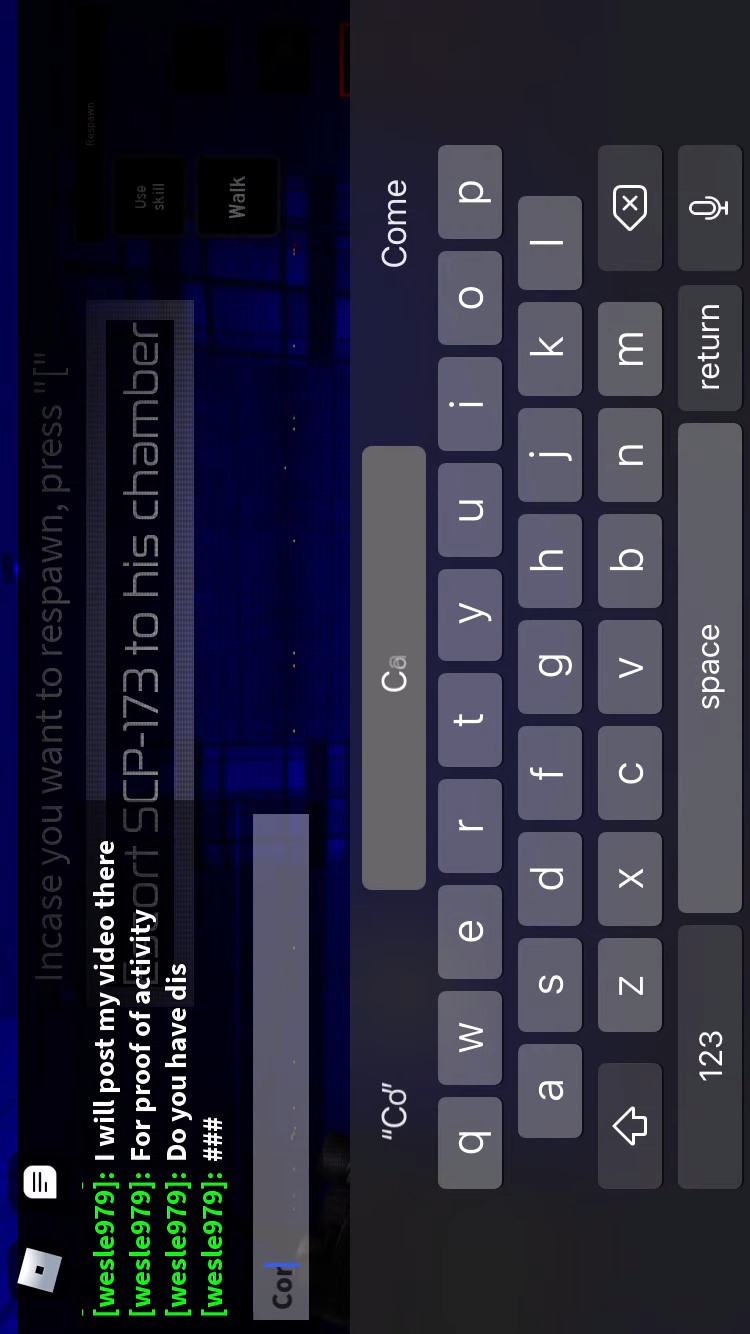 Incase you want to respawn, press "["
Escort SCP-173 to his chamber
Respawn
Use
skill
Walk
[wesle979]: I will post my video there
[wesle979]: For proof of activity
[wesle979]: Do you have dis
[wesle979]: ###
Cor
"Co" Ca Come
q w e r t y u i o p
a s d f g h j k l
z x c v b n m
123 space return